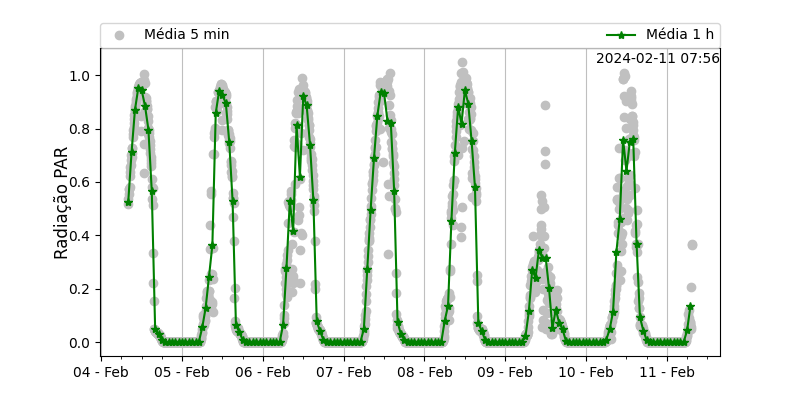 Média 5 min
Média 1 h
2024-02-11 07:56
Radiação PAR
1.0
0.8
0.6
0.4
0.2
0.0
04 - Feb
05 - Feb
06 - Feb
07 - Feb
08 - Feb
09 - Feb
10 - Feb
11 - Feb